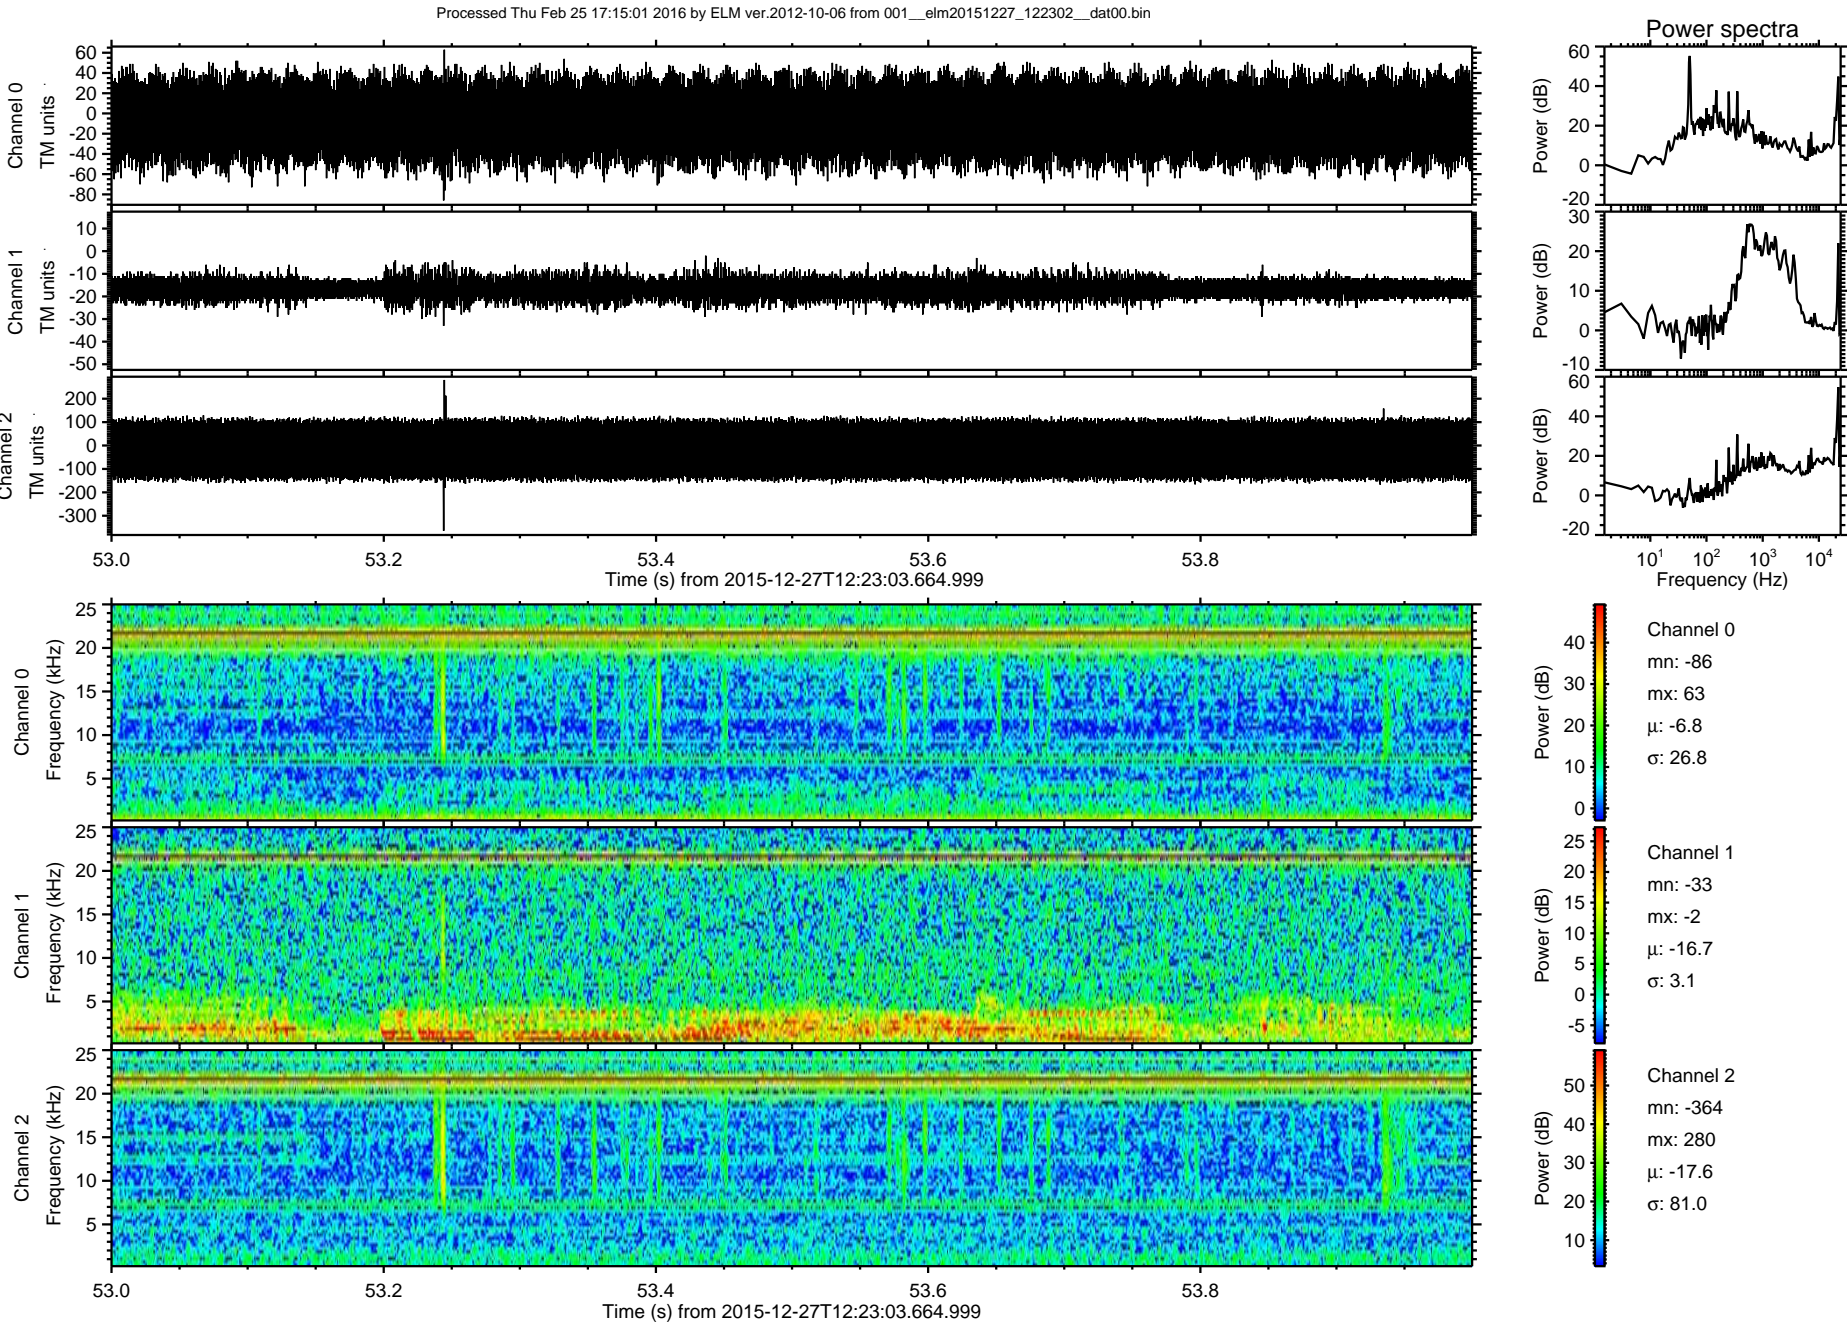 Processed Thu Feb 25 17:15:01 2016 by ELM ver.2012-10-06 from 001__elm20151227_122302__dat00.bin
Power spectra
Channel 0
TM units
60
40
20
0
-20
-40
-60
-80
Power (dB)
60
40
20
0
-20
Channel 1
TM units
10
0
-10
-20
-30
-40
-50
Power (dB)
30
20
10
0
-10
Channel 2
TM units
200
100
0
-100
-200
-300
Power (dB)
60
40
20
0
-20
53.0 53.2 53.4 53.6 53.8
Time (s) from 2015-12-27T12:23:03.664.999
10¹ 10² 10³ 10⁴
Frequency (Hz)
Channel 0
Frequency (kHz)
25
20
15
10
5
Power (dB)
40
30
20
10
0
Channel 0
mn: -86
mx: 63
μ: -6.8
σ: 26.8
Channel 1
Frequency (kHz)
25
20
15
10
5
Power (dB)
25
20
15
10
5
0
-5
Channel 1
mn: -33
mx: -2
μ: -16.7
σ: 3.1
Channel 2
Frequency (kHz)
25
20
15
10
5
Power (dB)
50
40
30
20
10
Channel 2
mn: -364
mx: 280
μ: -17.6
σ: 81.0
53.0 53.2 53.4 53.6 53.8
Time (s) from 2015-12-27T12:23:03.664.999